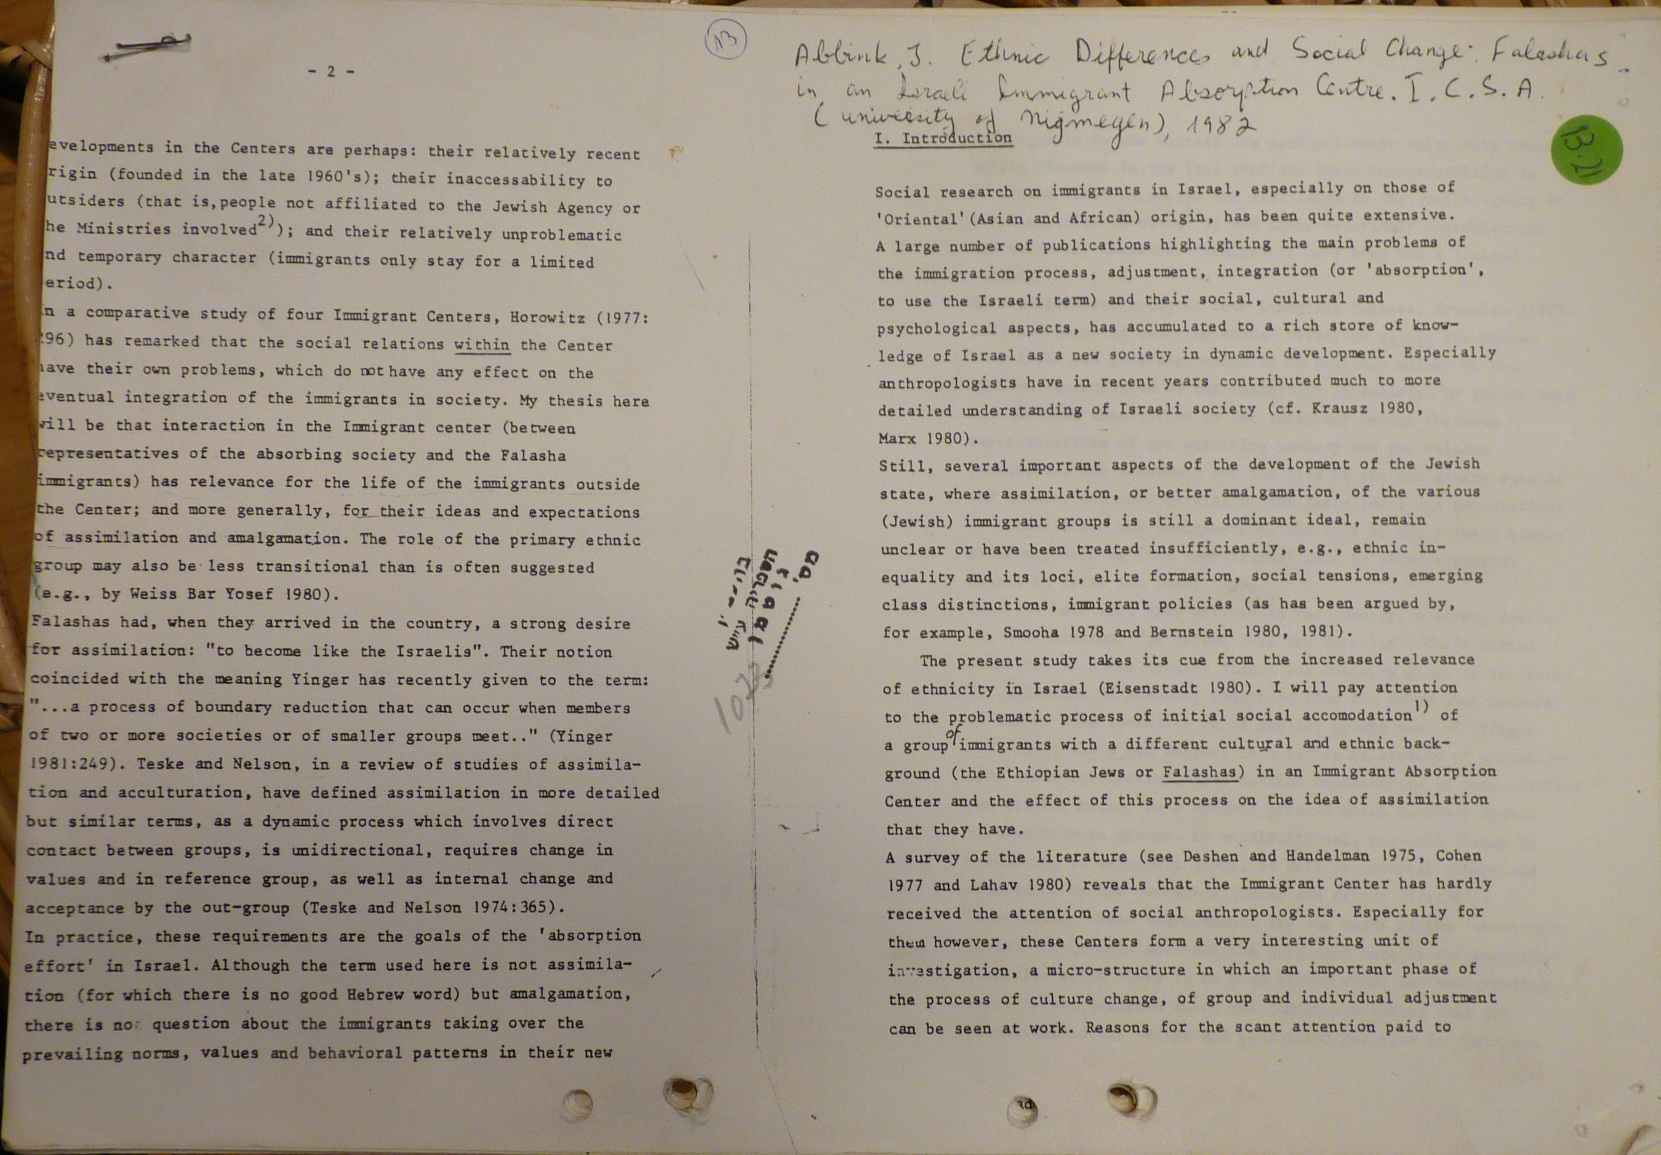 13
Abbink, J. Ethnic Differences and Social Change: Falashas
in an Israeli Immigrant Absorption Centre. I.C.S.A.
(university of Nigmegen), 1982
I. Introduction
Social research on immigrants in Israel, especially on those of
'Oriental'(Asian and African) origin, has been quite extensive.
A large number of publications highlighting the main problems of
the immigration process, adjustment, integration (or 'absorption',
to use the Israeli term) and their social, cultural and
psychological aspects, has accumulated to a rich store of know-
ledge of Israel as a new society in dynamic development. Especially
anthropologists have in recent years contributed much to more
detailed understanding of Israeli society (cf. Krausz 1980,
Marx 1980).
Still, several important aspects of the development of the Jewish
state, where assimilation, or better amalgamation, of the various
(Jewish) immigrant groups is still a dominant ideal, remain
unclear or have been treated insufficiently, e.g., ethnic in-
equality and its loci, elite formation, social tensions, emerging
class distinctions, immigrant policies (as has been argued by,
for example, Smooha 1978 and Bernstein 1980, 1981).
The present study takes its cue from the increased relevance
of ethnicity in Israel (Eisenstadt 1980). I will pay attention
to the problematic process of initial social accomodation1) of
a group of immigrants with a different cultural and ethnic back-
ground (the Ethiopian Jews or Falashas) in an Immigrant Absorption
Center and the effect of this process on the idea of assimilation
that they have.
A survey of the literature (see Deshen and Handelman 1975, Cohen
1977 and Lahav 1980) reveals that the Immigrant Center has hardly
received the attention of social anthropologists. Especially for
them however, these Centers form a very interesting unit of
investigation, a micro-structure in which an important phase of
the process of culture change, of group and individual adjustment
can be seen at work. Reasons for the scant attention paid to
- 2 -
evelopments in the Centers are perhaps: their relatively recent
rigin (founded in the late 1960's); their inaccessability to
utsiders (that is,people not affiliated to the Jewish Agency or
he Ministries involved2)); and their relatively unproblematic
nd temporary character (immigrants only stay for a limited
eriod).
n a comparative study of four Immigrant Centers, Horowitz (1977:
296) has remarked that the social relations within the Center
have their own problems, which do not have any effect on the
eventual integration of the immigrants in society. My thesis here
will be that interaction in the Immigrant center (between
representatives of the absorbing society and the Falasha
immigrants) has relevance for the life of the immigrants outside
the Center; and more generally, for their ideas and expectations
of assimilation and amalgamation. The role of the primary ethnic
group may also be less transitional than is often suggested
(e.g., by Weiss Bar Yosef 1980).
Falashas had, when they arrived in the country, a strong desire
for assimilation: "to become like the Israelis". Their notion
coincided with the meaning Yinger has recently given to the term:
"...a process of boundary reduction that can occur when members
of two or more societies or of smaller groups meet.." (Yinger
1981:249). Teske and Nelson, in a review of studies of assimila-
tion and acculturation, have defined assimilation in more detailed
but similar terms, as a dynamic process which involves direct
contact between groups, is unidirectional, requires change in
values and in reference group, as well as internal change and
acceptance by the out-group (Teske and Nelson 1974:365).
In practice, these requirements are the goals of the 'absorption
effort' in Israel. Although the term used here is not assimila-
tion (for which there is no good Hebrew word) but amalgamation,
there is no question about the immigrants taking over the
prevailing norms, values and behavioral patterns in their new